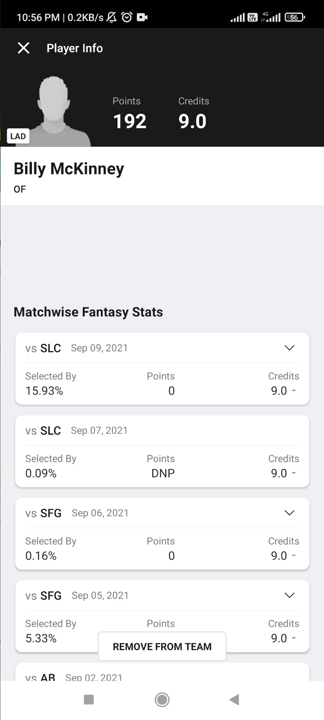 10:56 PM | 0.2KB/s
4G
56
Player Info
Points Credits
192 9.0
LAD
Billy McKinney
OF
Matchwise Fantasy Stats
vs SLC Sep 09, 2021
Selected By Points Credits
15.93% 0 9.0 -
vs SLC Sep 07, 2021
Selected By Points Credits
0.09% DNP 9.0 -
vs SFG Sep 06, 2021
Selected By Points Credits
0.16% 0 9.0 -
vs SFG Sep 05, 2021
Selected By Points Credits
5.33% 9.0 -
REMOVE FROM TEAM
vs AB Sep 02, 2021